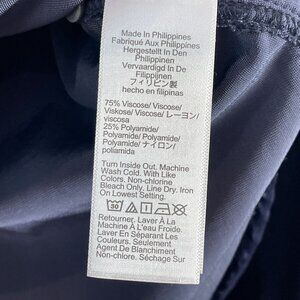 Made In Philippines
Fabriqué Aux Philippines
Hergestellt In Den
Philippinen
Vervaardigd In De
Filippijnen
フィリピン製
hecho en filipinas
75% Viscose/Viscose/
Viskose/Viscose/レーヨン/
viscosa
25% Polyamide/
Polyamide/Polyamide/
Polyamide/ナイロン/
poliamida
Turn Inside Out. Machine
Wash Cold. With Like
Colors. Non-chlorine
Bleach Only. Line Dry. Iron
On Lowest Setting.
30
Retourner. Laver À La
Machine À L'eau Froide.
Laver En Séparant Les
Couleurs. Seulement
Agent De Blanchiment
Non-chlore. Séchage Sur